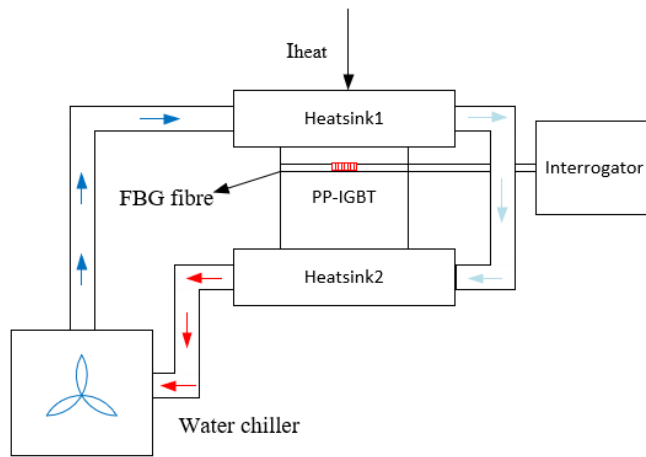 Iheat
Heatsink1
Interrogator
FBG fibre
PP-IGBT
Heatsink2
Water chiller